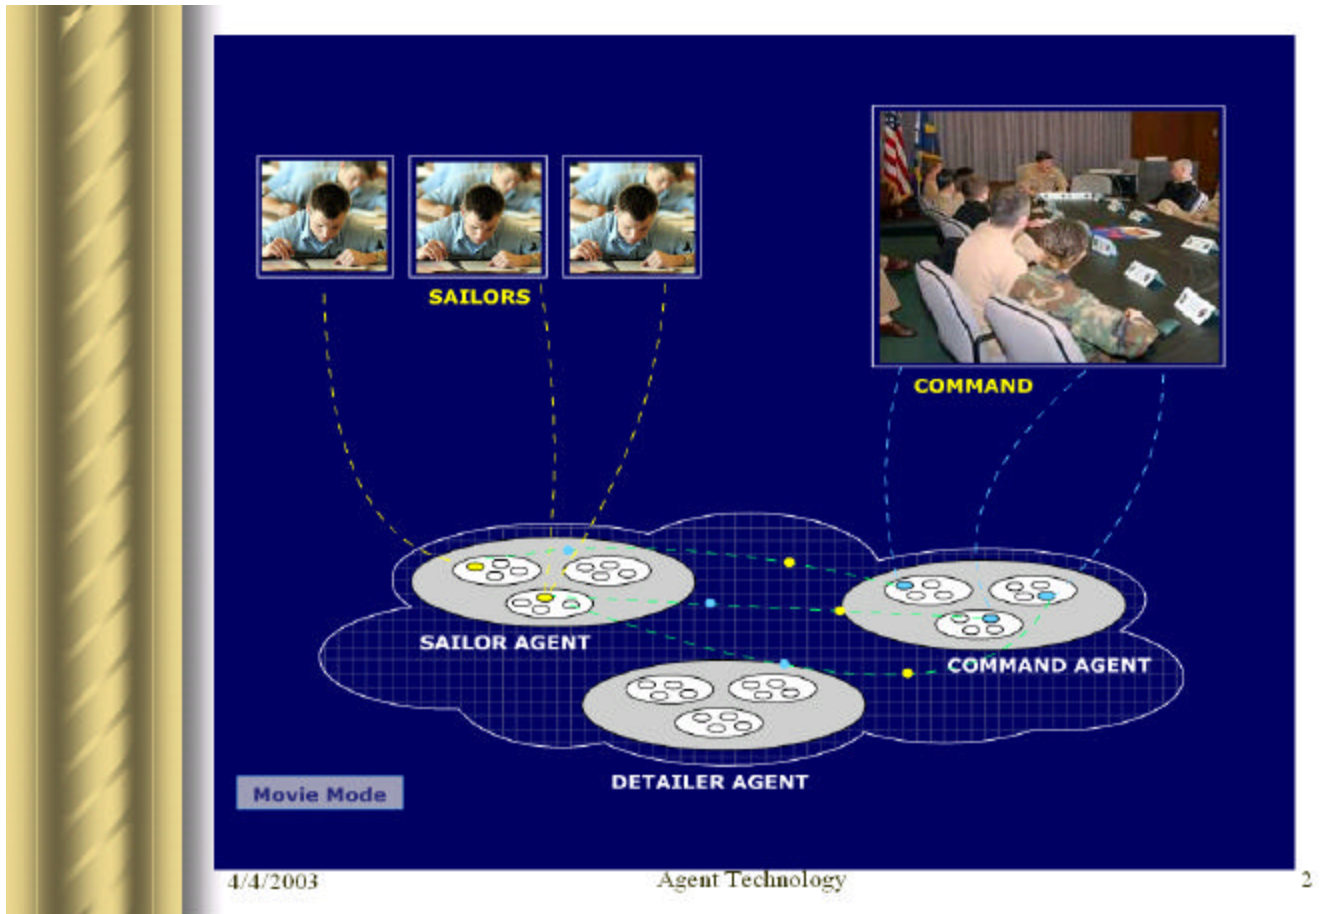 SAILORS
COMMAND
SAILOR AGENT
COMMAND AGENT
DETAILER AGENT
Movie Mode
4/4/2003
Agent Technology
2